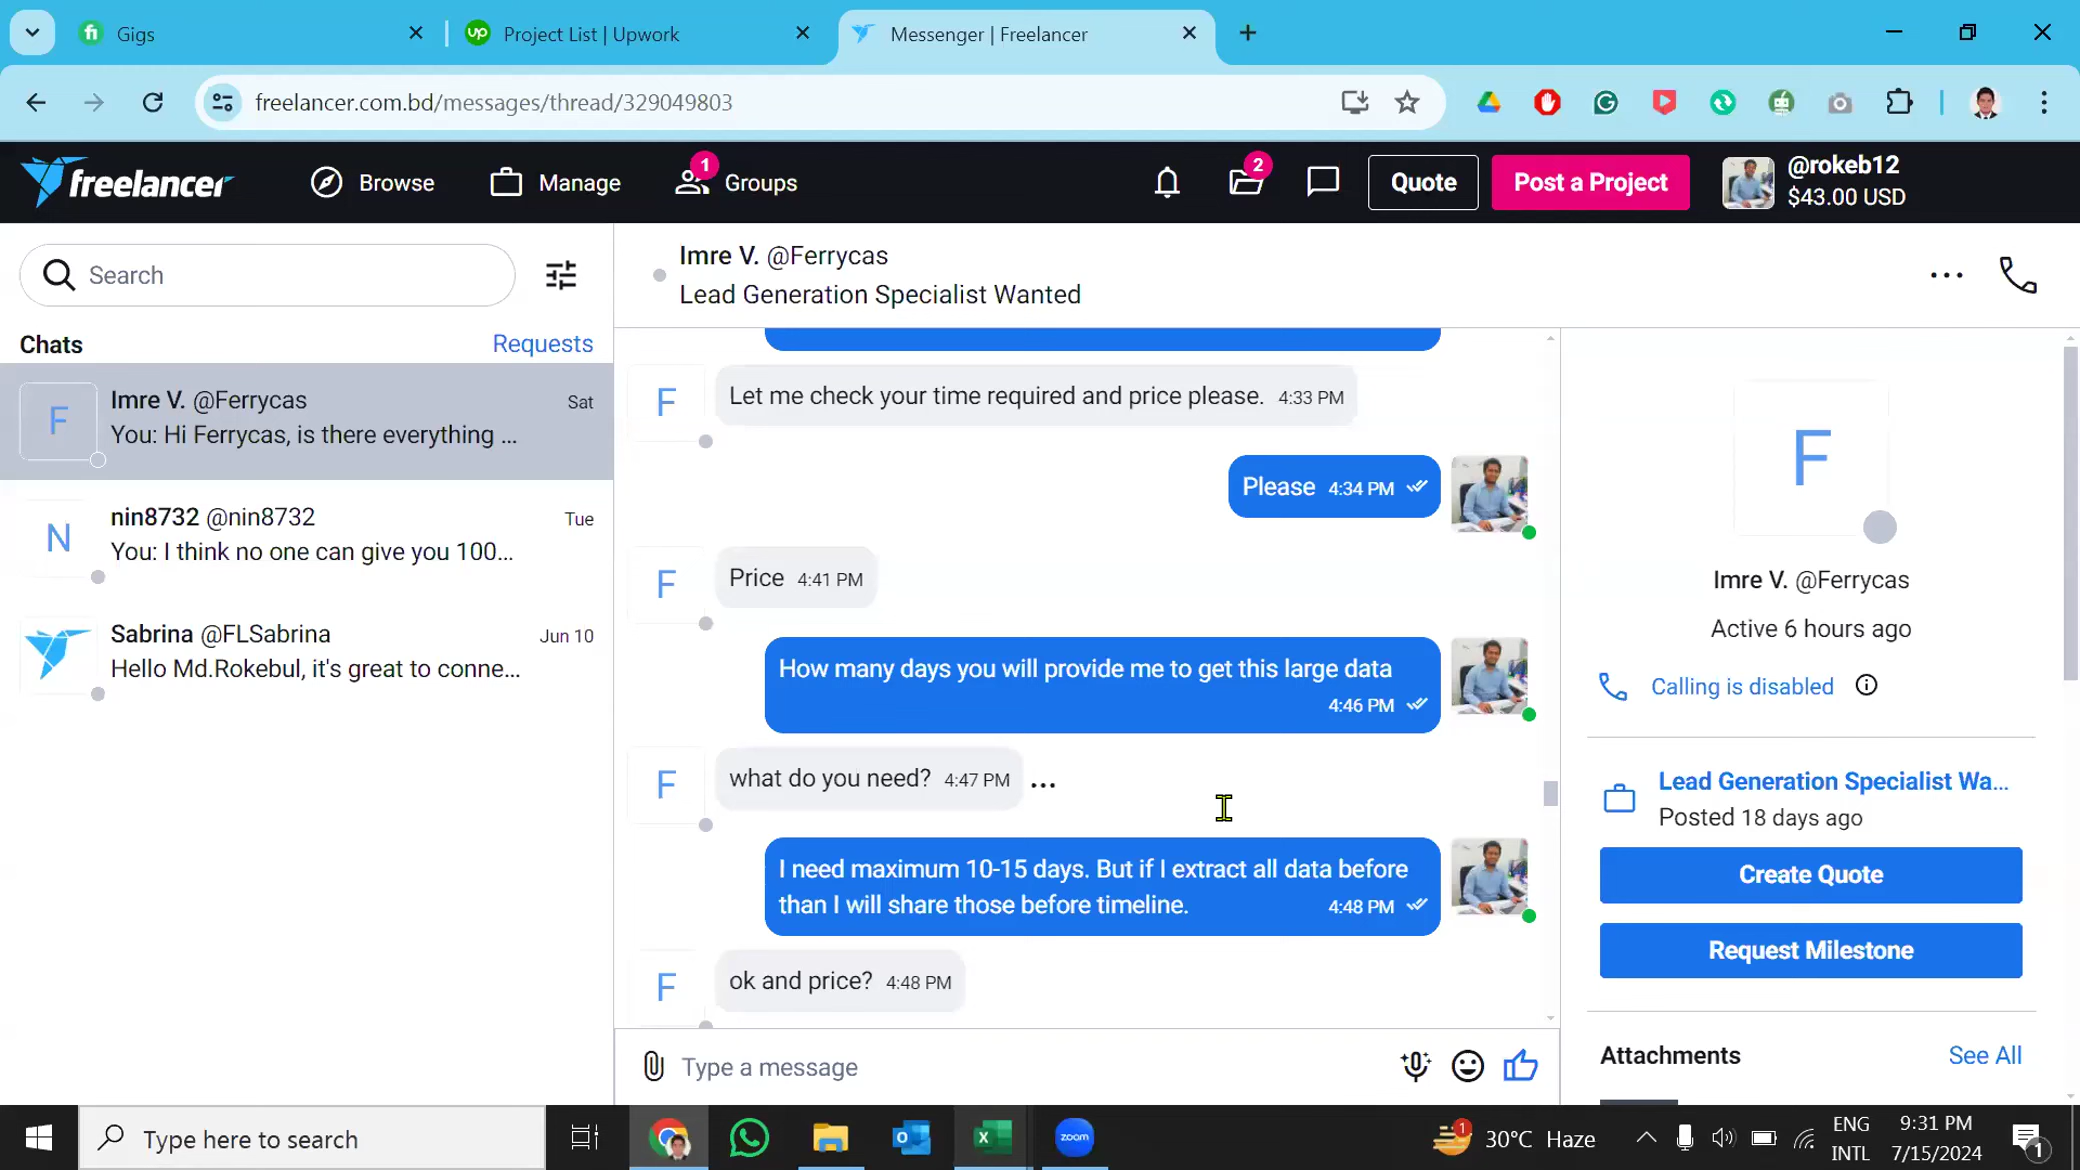 Gigs
Project List | Upwork
Messenger | Freelancer
freelancer.com.bd/messages/thread/329049803
freelancer
Browse
Manage
1
Groups
2
Quote
Post a Project
@rokeb12
$43.00 USD
Search
Chats
Requests
Imre V. @Ferrycas
Sat
You: Hi Ferrycas, is there everything ...
nin8732 @nin8732
Tue
You: I think no one can give you 100...
Sabrina @FLSabrina
Jun 10
Hello Md.Rokebul, it's great to conne...
Imre V. @Ferrycas
Lead Generation Specialist Wanted
Let me check your time required and price please. 4:33 PM
Please 4:34 PM
Price 4:41 PM
How many days you will provide me to get this large data
4:46 PM
what do you need? 4:47 PM
I need maximum 10-15 days. But if I extract all data before
than I will share those before timeline. 4:48 PM
ok and price? 4:48 PM
Type a message
F
Imre V. @Ferrycas
Active 6 hours ago
Calling is disabled
Lead Generation Specialist Wa...
Posted 18 days ago
Create Quote
Request Milestone
Attachments
See All
Type here to search
zoom
1
30°C Haze
ENG
INTL
9:31 PM
7/15/2024
1